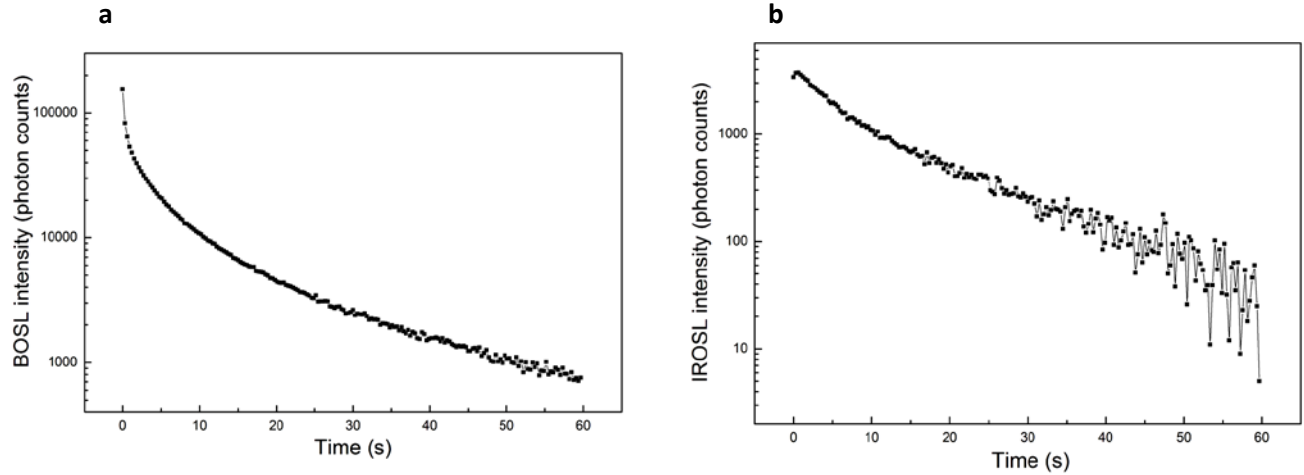 a
BOSL intensity (photon counts)
100000
10000
1000
0 10 20 30 40 50 60
Time (s)
b
IROSL intensity (photon counts)
1000
100
10
0 10 20 30 40 50 60
Time (s)